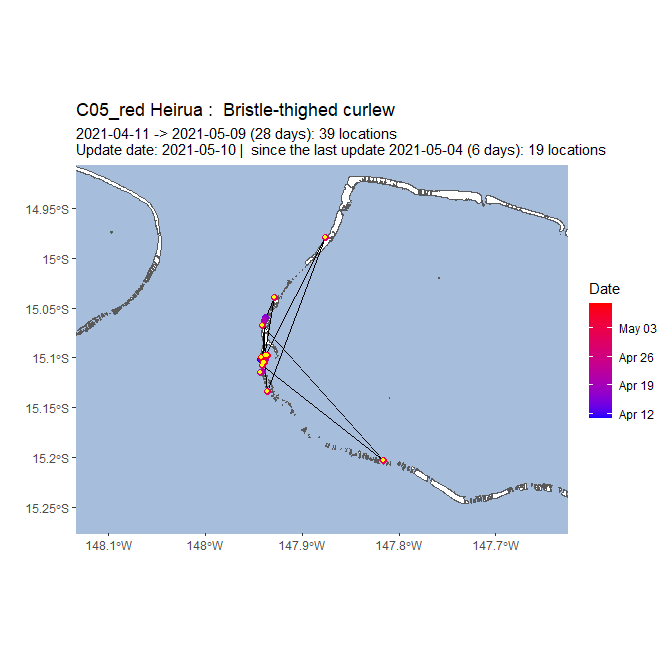 C05_red Heirua :  Bristle-thighed curlew
2021-04-11 -> 2021-05-09 (28 days): 39 locations
Update date: 2021-05-10 |  since the last update 2021-05-04 (6 days): 19 locations
14.95°S
15°S
15.05°S
15.1°S
15.15°S
15.2°S
15.25°S
148.1°W
148°W
147.9°W
147.8°W
147.7°W
Date
May 03
Apr 26
Apr 19
Apr 12